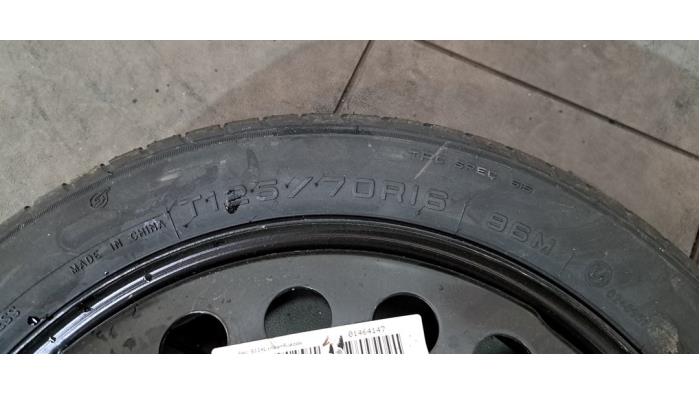 TPC SPEC
MADE IN CHINA
T125/70R16 96M
01464147